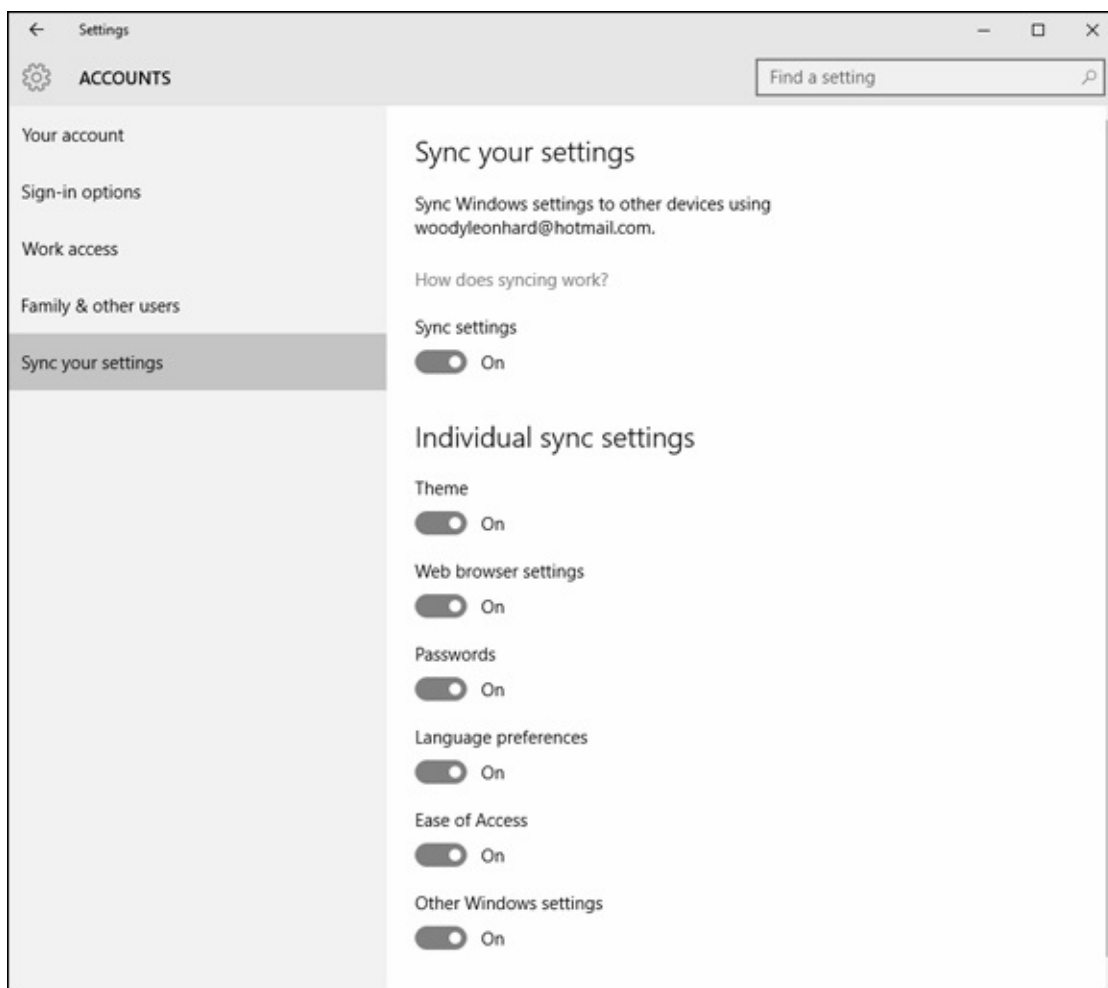 Settings
ACCOUNTS
Find a setting
Your account
Sign-in options
Work access
Family & other users
Sync your settings
Sync your settings
Sync Windows settings to other devices using
woodyleonhard@hotmail.com.
How does syncing work?
Sync settings
On
Individual sync settings
Theme
On
Web browser settings
On
Passwords
On
Language preferences
On
Ease of Access
On
Other Windows settings
On